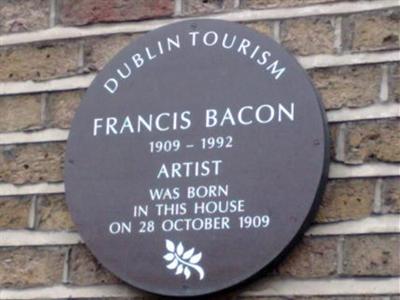 DUBLIN TOURISM
FRANCIS BACON
1909 - 1992
ARTIST
WAS BORN
IN THIS HOUSE
ON 28 OCTOBER 1909